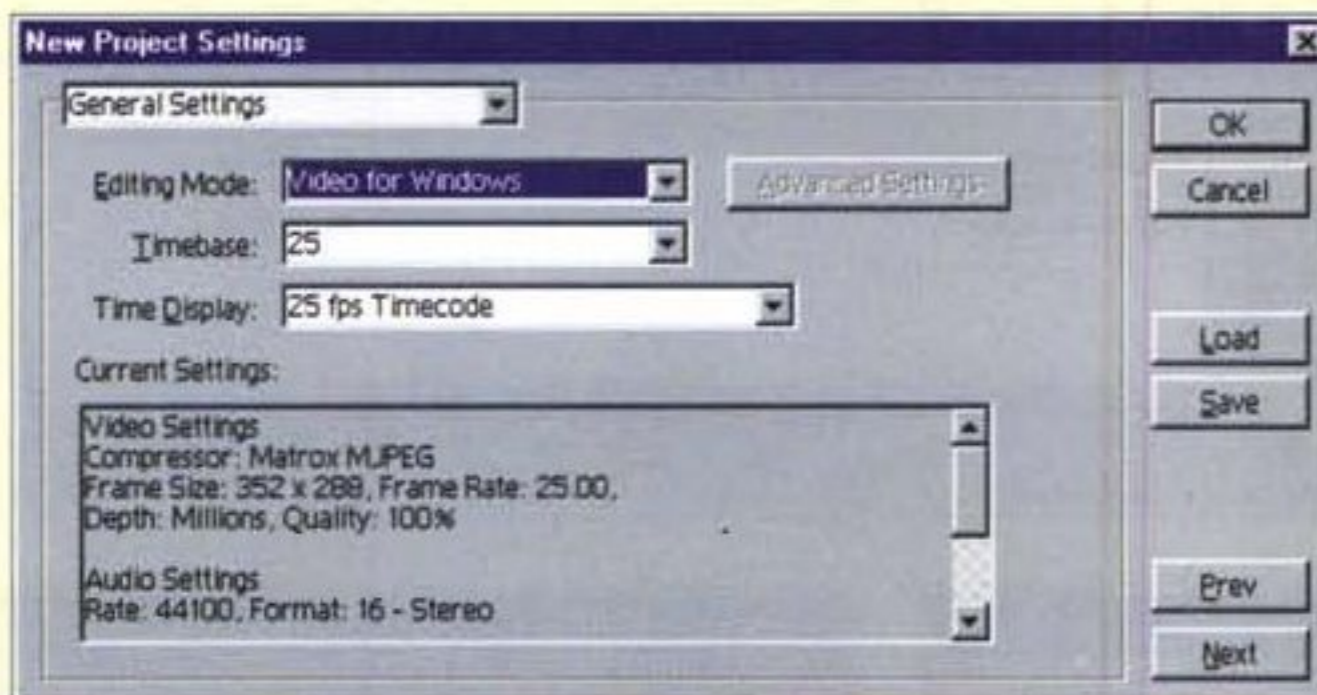 New Project Settings
General Settings
OK
Editing Mode: Video for Windows
Advanced Settings
Cancel
Timebase: 25
Time Display: 25 fps Timecode
Load
Current Settings:
Save
Video Settings
Compressor: Matrox MJPEG
Frame Size: 352 x 288, Frame Rate: 25.00,
Depth: Millions, Quality: 100%
Audio Settings
Rate: 44100, Format: 16 - Stereo
Prev
Next